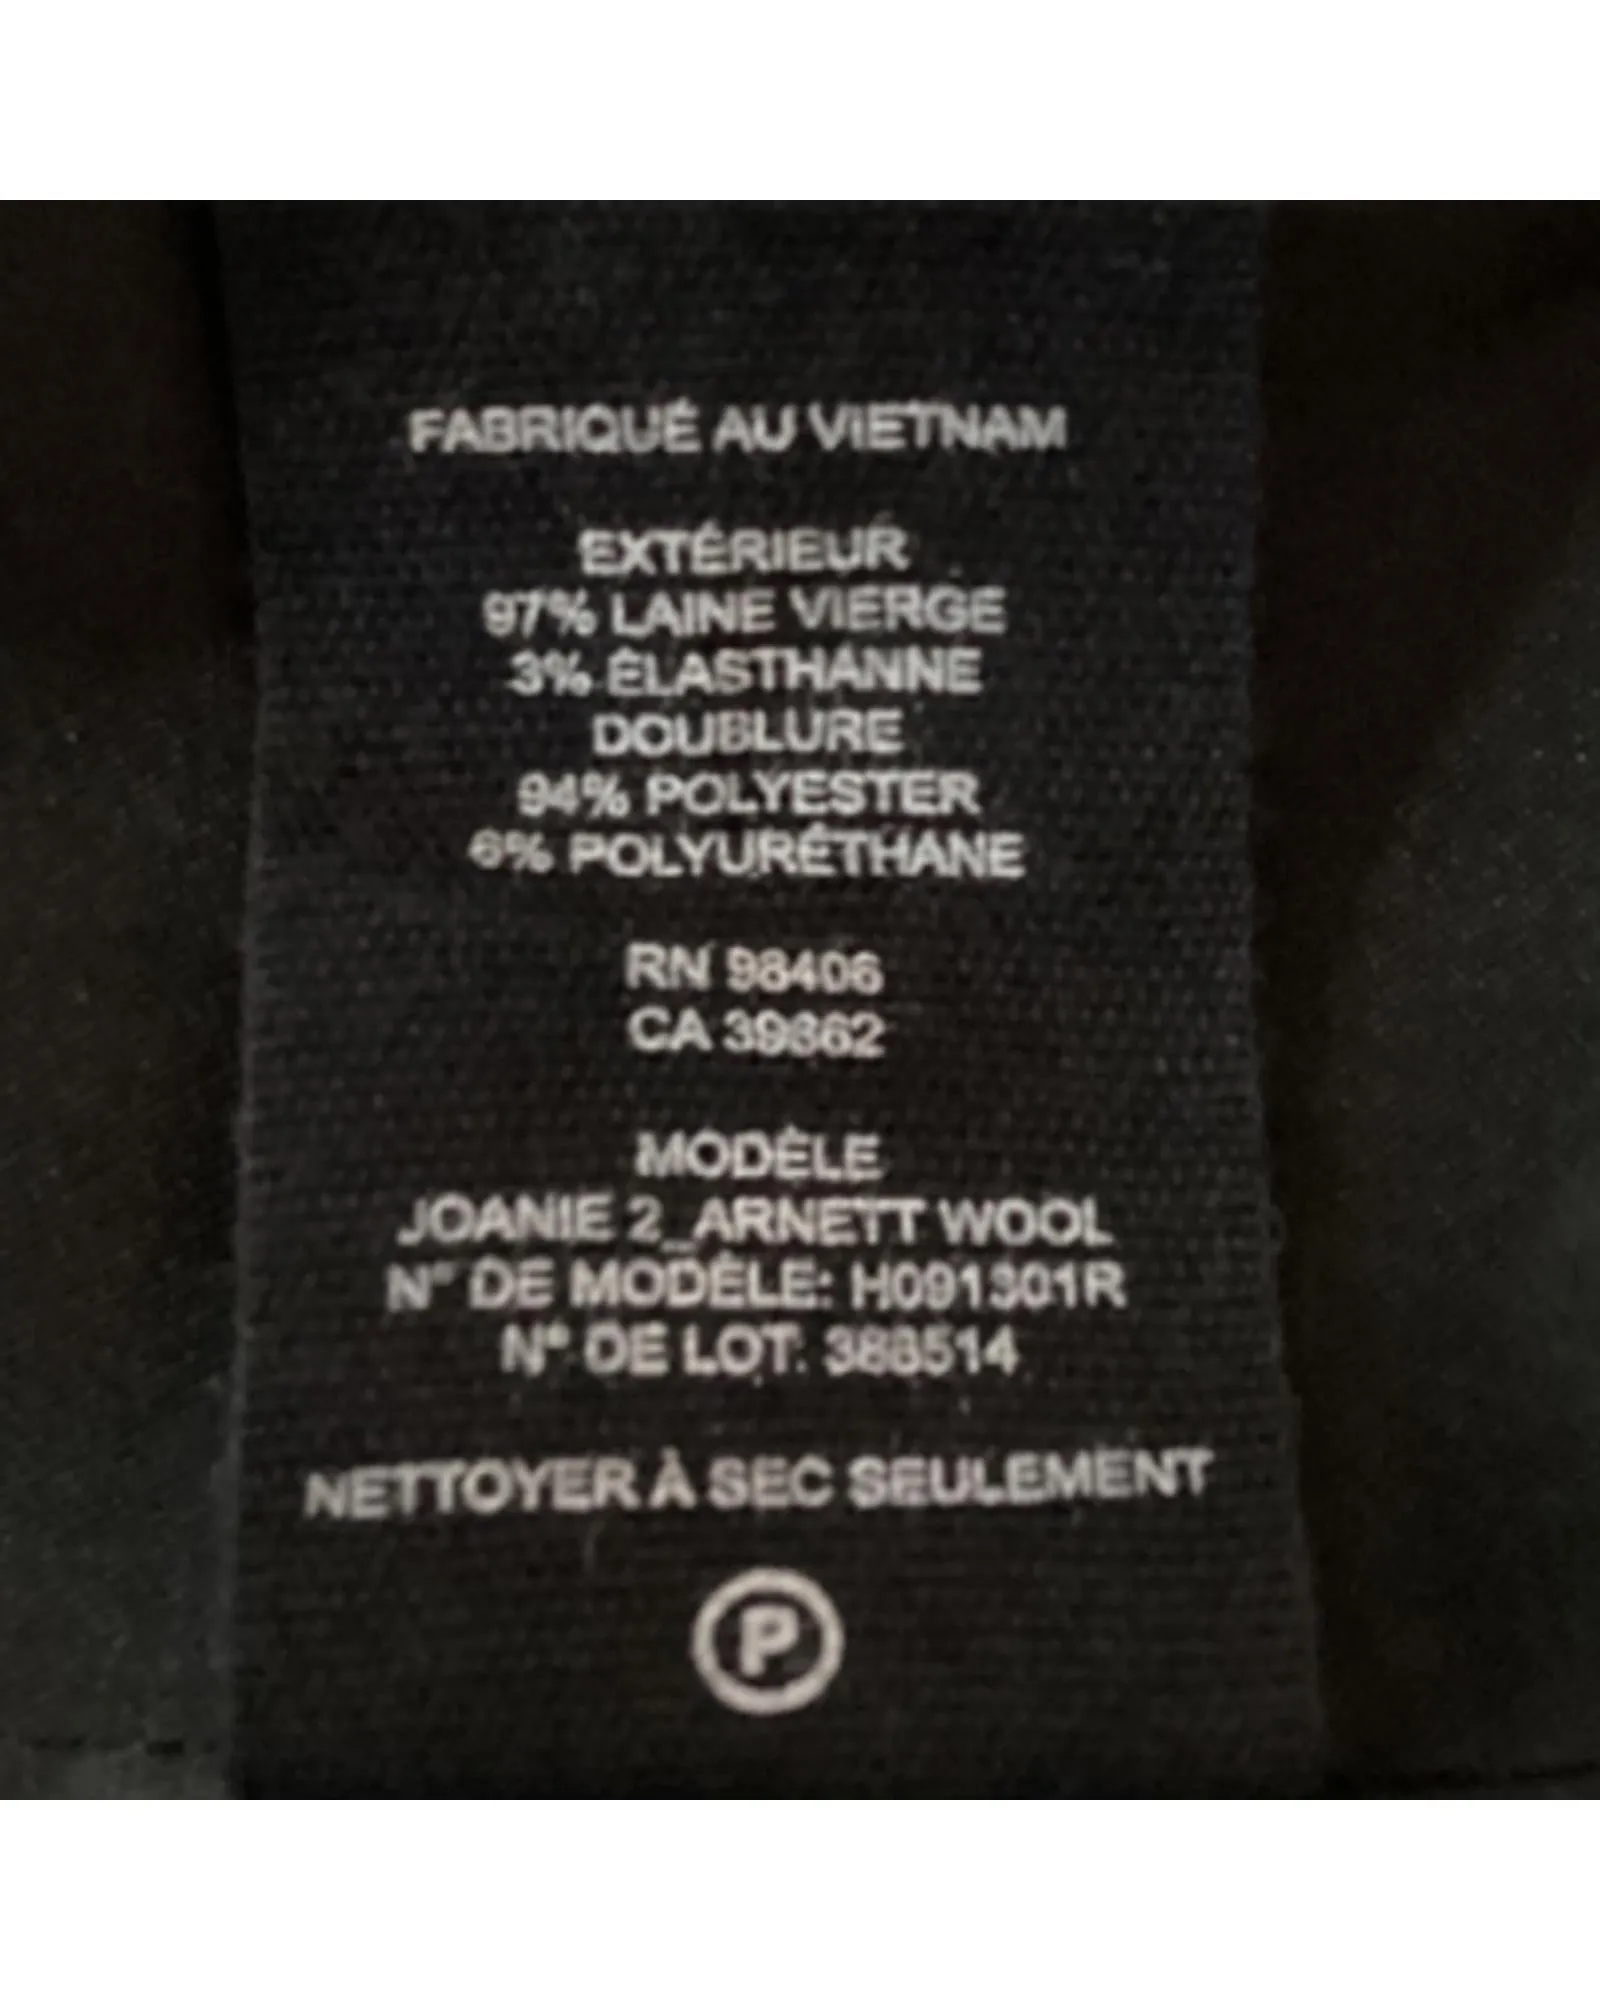 FABRIQUÉ AU VIETNAM
EXTÉRIEUR
97% LAINE VIERGE
3% ÉLASTHANNE
DOUBLURE
94% POLYESTER
6% POLYURÉTHANE
RN 98406
CA 39862
MODÈLE
JOANIE 2_ARNETT WOOL
N° DE MODÈLE: H091301R
N° DE LOT: 388514
NETTOYER À SEC SEULEMENT
P